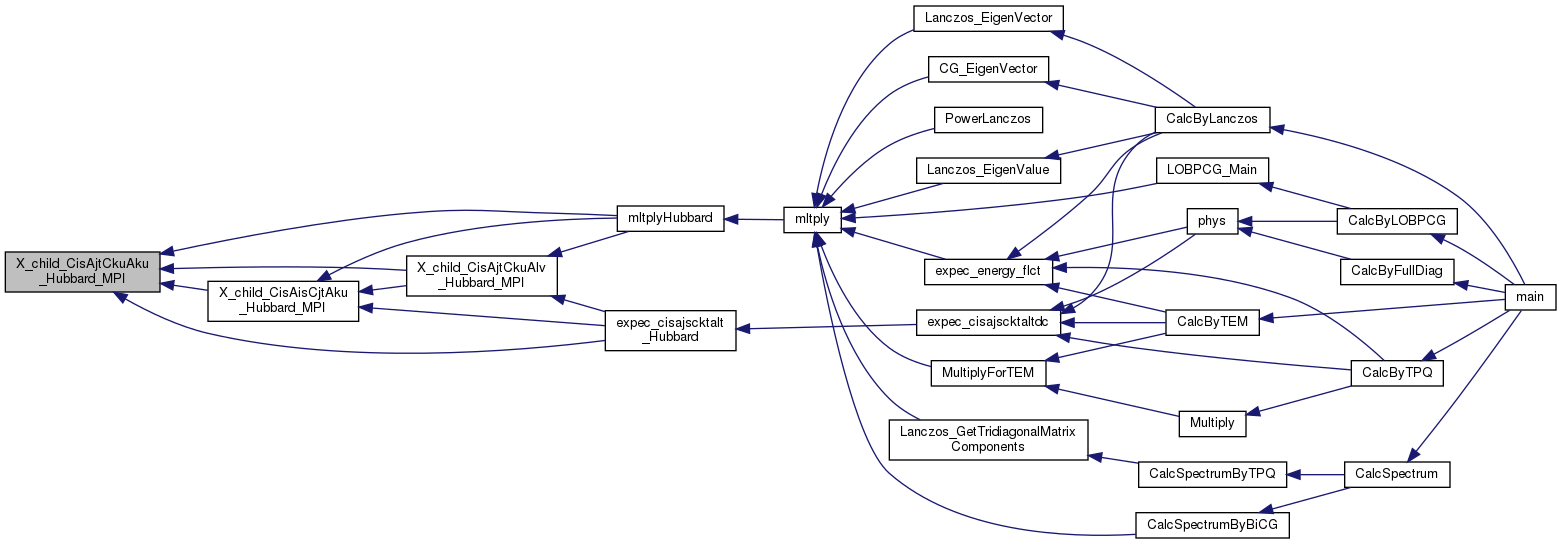 X_child_CisAjtCkuAku
_Hubbard_MPI
X_child_CisAisCjtAku
_Hubbard_MPI
X_child_CisAjtCkuAlv
_Hubbard_MPI
mltplyHubbard
expec_cisajscktalt
_Hubbard
mltply
Lanczos_EigenVector
CG_EigenVector
PowerLanczos
Lanczos_EigenValue
expec_energy_flct
expec_cisajscktaltdc
MultiplyForTEM
Lanczos_GetTridiagonalMatrix
Components
CalcByLanczos
LOBPCG_Main
phys
CalcByTEM
Multiply
CalcSpectrumByTPQ
CalcSpectrumByBiCG
CalcByLOBPCG
CalcByFullDiag
CalcByTPQ
CalcSpectrum
main